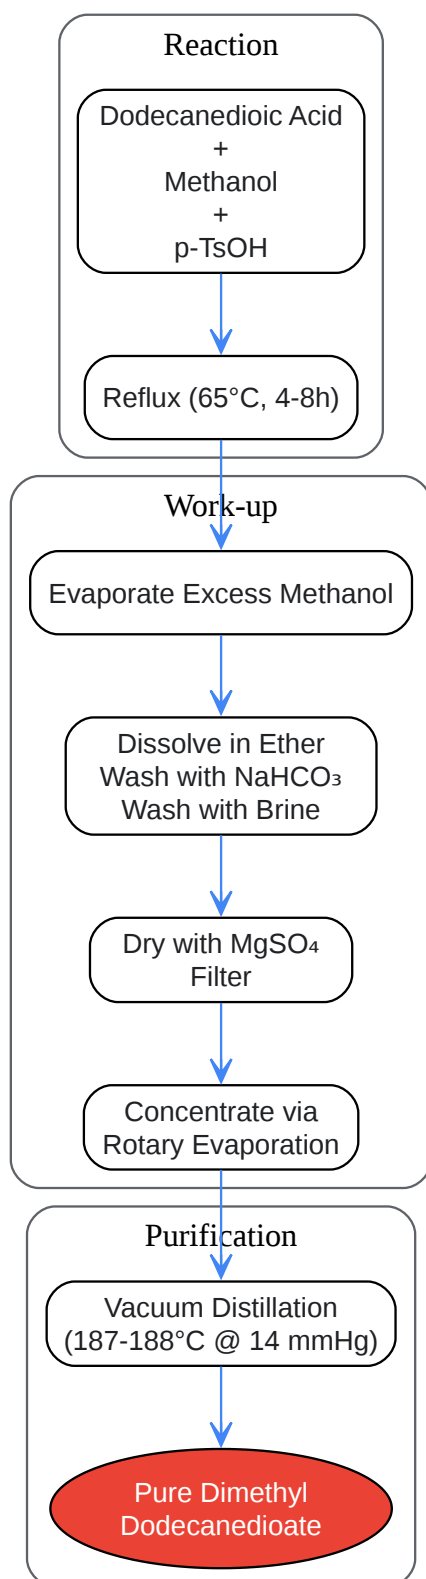 Reaction
Dodecanedioic Acid
+
Methanol
+
p-TsOH
Reflux (65°C, 4-8h)
Work-up
Evaporate Excess Methanol
Dissolve in Ether
Wash with NaHCO₃
Wash with Brine
Dry with MgSO₄
Filter
Concentrate via
Rotary Evaporation
Purification
Vacuum Distillation
(187-188°C @ 14 mmHg)
Pure Dimethyl
Dodecanedioate